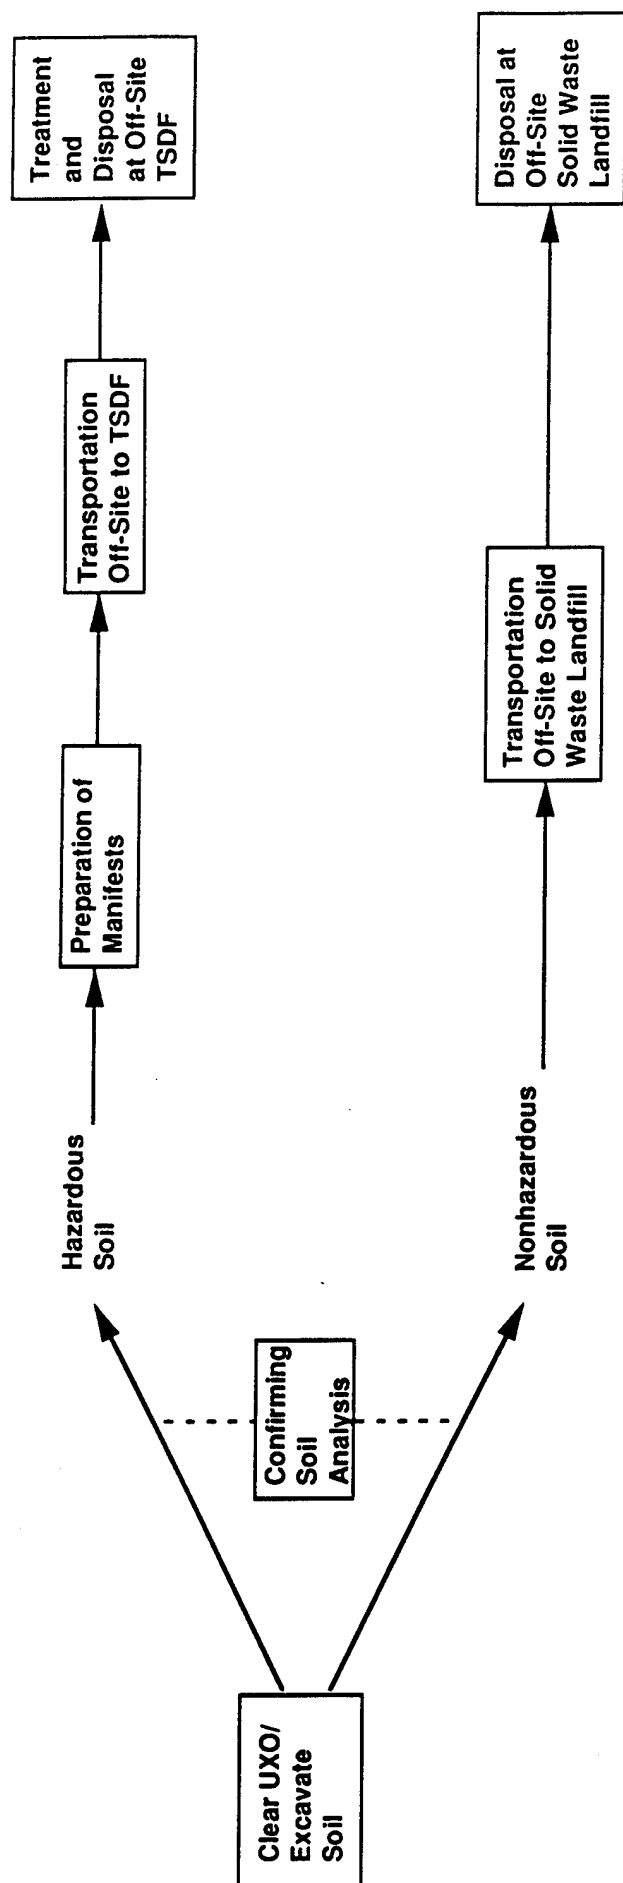 Clear UXO/
Excavate
Soil
Confirming
Soil
Analysis
Hazardous
Soil
Preparation of
Manifests
Transportation
Off-Site to TSDF
Treatment
and
Disposal
at Off-Site
TSDF
Nonhazardous
Soil
Transportation
Off-Site to Solid
Waste Landfill
Disposal at
Off-Site
Solid Waste
Landfill